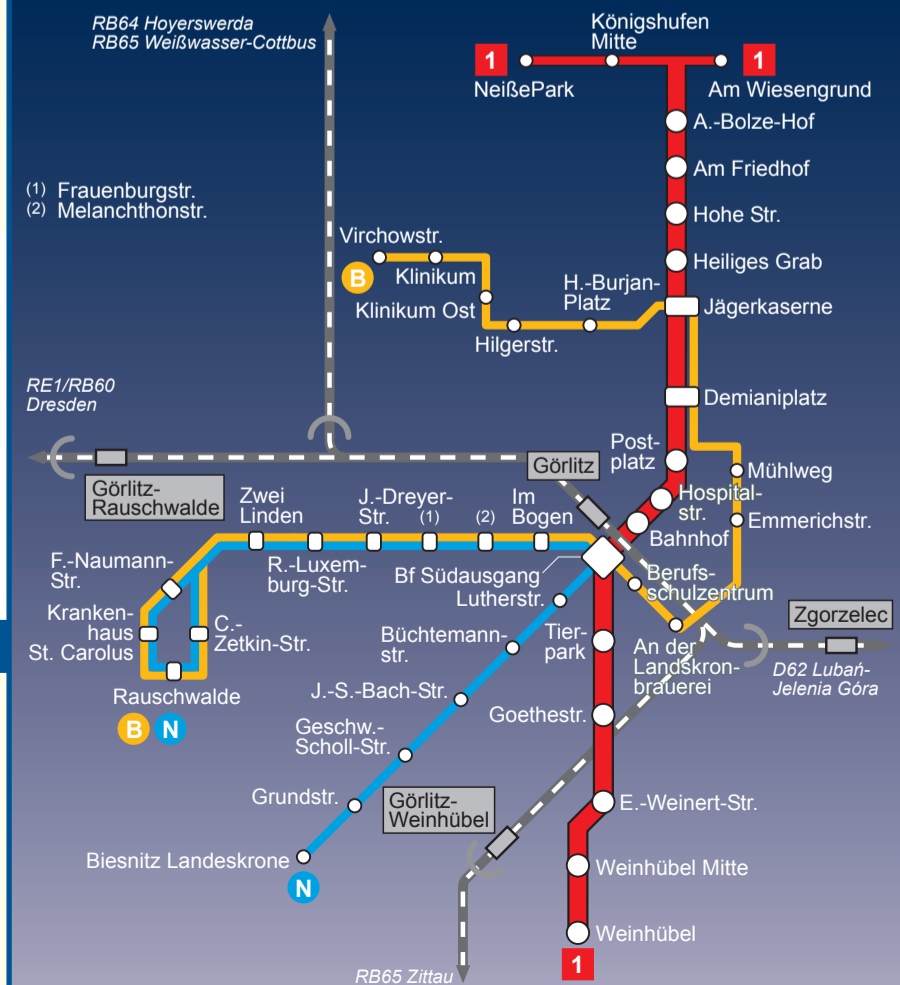 RB64 Hoyerswerda
RB65 Weißwasser-Cottbus
Königshufen
Mitte
1
1
NeißePark
Am Wiesengrund
A.-Bolze-Hof
Am Friedhof
(1) Frauenburgstr.
(2) Melanchthonstr.
Hohe Str.
Virchowstr.
Heiliges Grab
B
Klinikum
H.-Burjan-
Platz
Klinikum Ost
Jägerkaserne
Hilgerstr.
RE1/RB60
Dresden
Demianiplatz
Post-
platz
Görlitz
Mühlweg
Görlitz-
Rauschwalde
Zwei
Linden
J.-Dreyer-
Str.
(1)
(2)
Im
Bogen
Hospital-
str.
Emmerichstr.
Bahnhof
F.-Naumann-
Str.
R.-Luxem-
burg-Str.
Bf Südausgang
Berufs-
schulzentrum
Lutherstr.
Kranken-
haus
St. Carolus
C.-
Zetkin-Str.
Büchtemann-
str.
Tier-
park
Zgorzelec
An der
Landskron-
brauerei
D62 Lubań-
Jelenia Góra
Rauschwalde
B
N
J.-S.-Bach-Str.
Goethestr.
Geschw.-
Scholl-Str.
Grundstr.
Görlitz-
Weinhübel
E.-Weinert-Str.
Biesnitz Landeskrone
N
Weinhübel Mitte
Weinhübel
1
RB65 Zittau